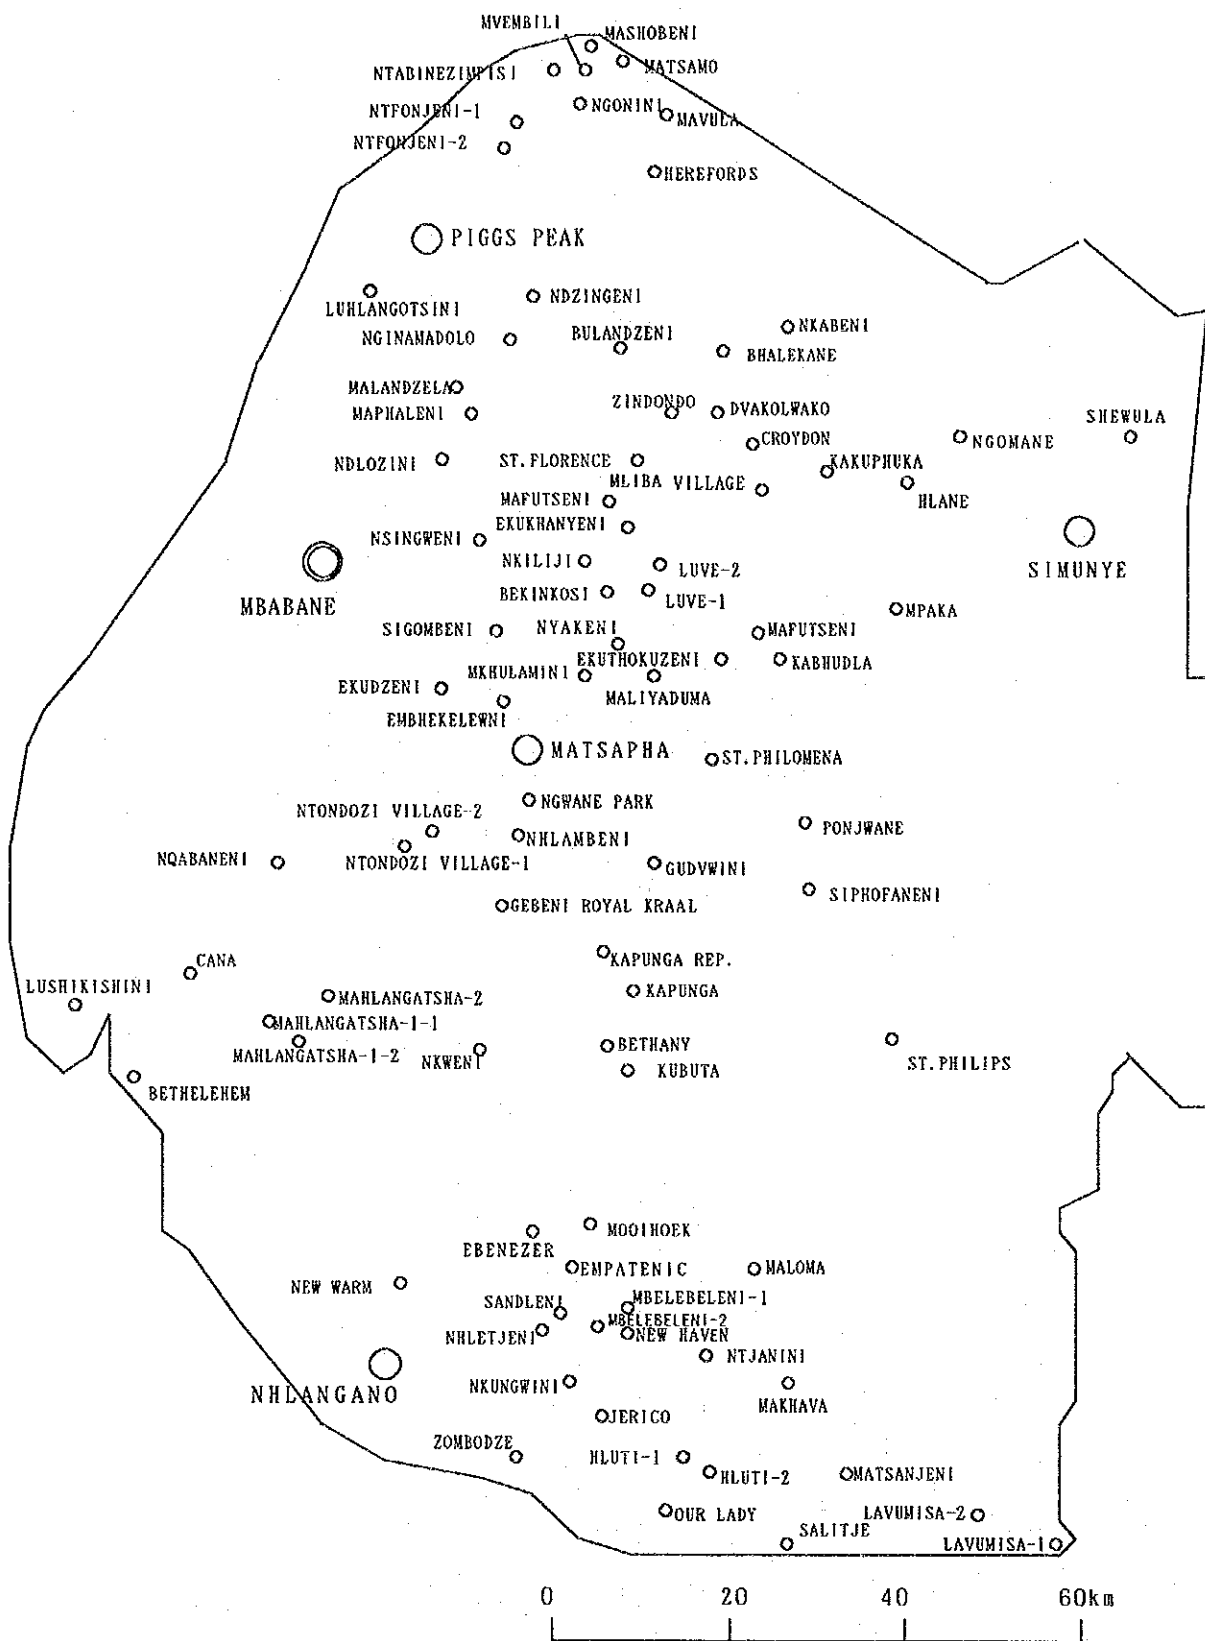 MVEMBILI
MASHOBENI
NTABINEZIMPISI
MATSAMO
NTFONJENI-1
NGONINI
MAVULA
NTFONJENI-2
HEREFORDS
PIGGS PEAK
LUHLANGOTSINI
NDZINGENI
NGINAMADOLO
BULANDZENI
NKABENI
BHALEKANE
MALANDZELA
MAPHALENI
ZINDONDO
DVAKOLWAKO
SHEWULA
CROYDON
NGOMANE
NDLOZINI
ST.FLORENCE
KAKUPHUKA
MLIBA VILLAGE
HLANE
MAFUTSENI
EKUKHANYENI
NSINGWENI
NKILIJI
LUVE-2
SIMUNYE
MBABANE
BEKINKOSI
LUVE-1
MPAKA
SIGOMBENI
NYAKENI
MAFUTSENI
EKUTHOKUZENI
KABHUDLA
MKHULAMINI
EKUDZENI
MALIYADUMA
EMBHEKELEWNI
MATSAPHA
ST.PHILOMENA
NGWANE PARK
NTONDOZI VILLAGE-2
PONJWANE
NHLAMBENI
NQABANENI
NTONDOZI VILLAGE-1
GUDVWINI
SIPHOFANENI
GEBENI ROYAL KRAAL
CANA
KAPUNGA REP.
LUSHIKISHINI
MAHLANGATSHA-2
KAPUNGA
MAHLANGATSHA-1-1
MAHLANGATSHA-1-2
NKWENI
BETHANY
ST.PHILIPS
KUBUTA
BETHELEHEM
MOOIHOEK
EBENEZER
EMPATENIC
MALOMA
NEW WARM
SANDLENI
MBELEBELENI-1
MBELEBELENI-2
NHLETJENI
NEW HAVEN
NTJANINI
NHLANGANO
NKUNGWINI
MAKHAVA
JERICO
ZOMBODZE
HLUTI-1
HLUTI-2
MATSANJENI
OUR LADY
LAVUMISA-2
SALITJE
LAVUMISA-1
0 20 40 60km